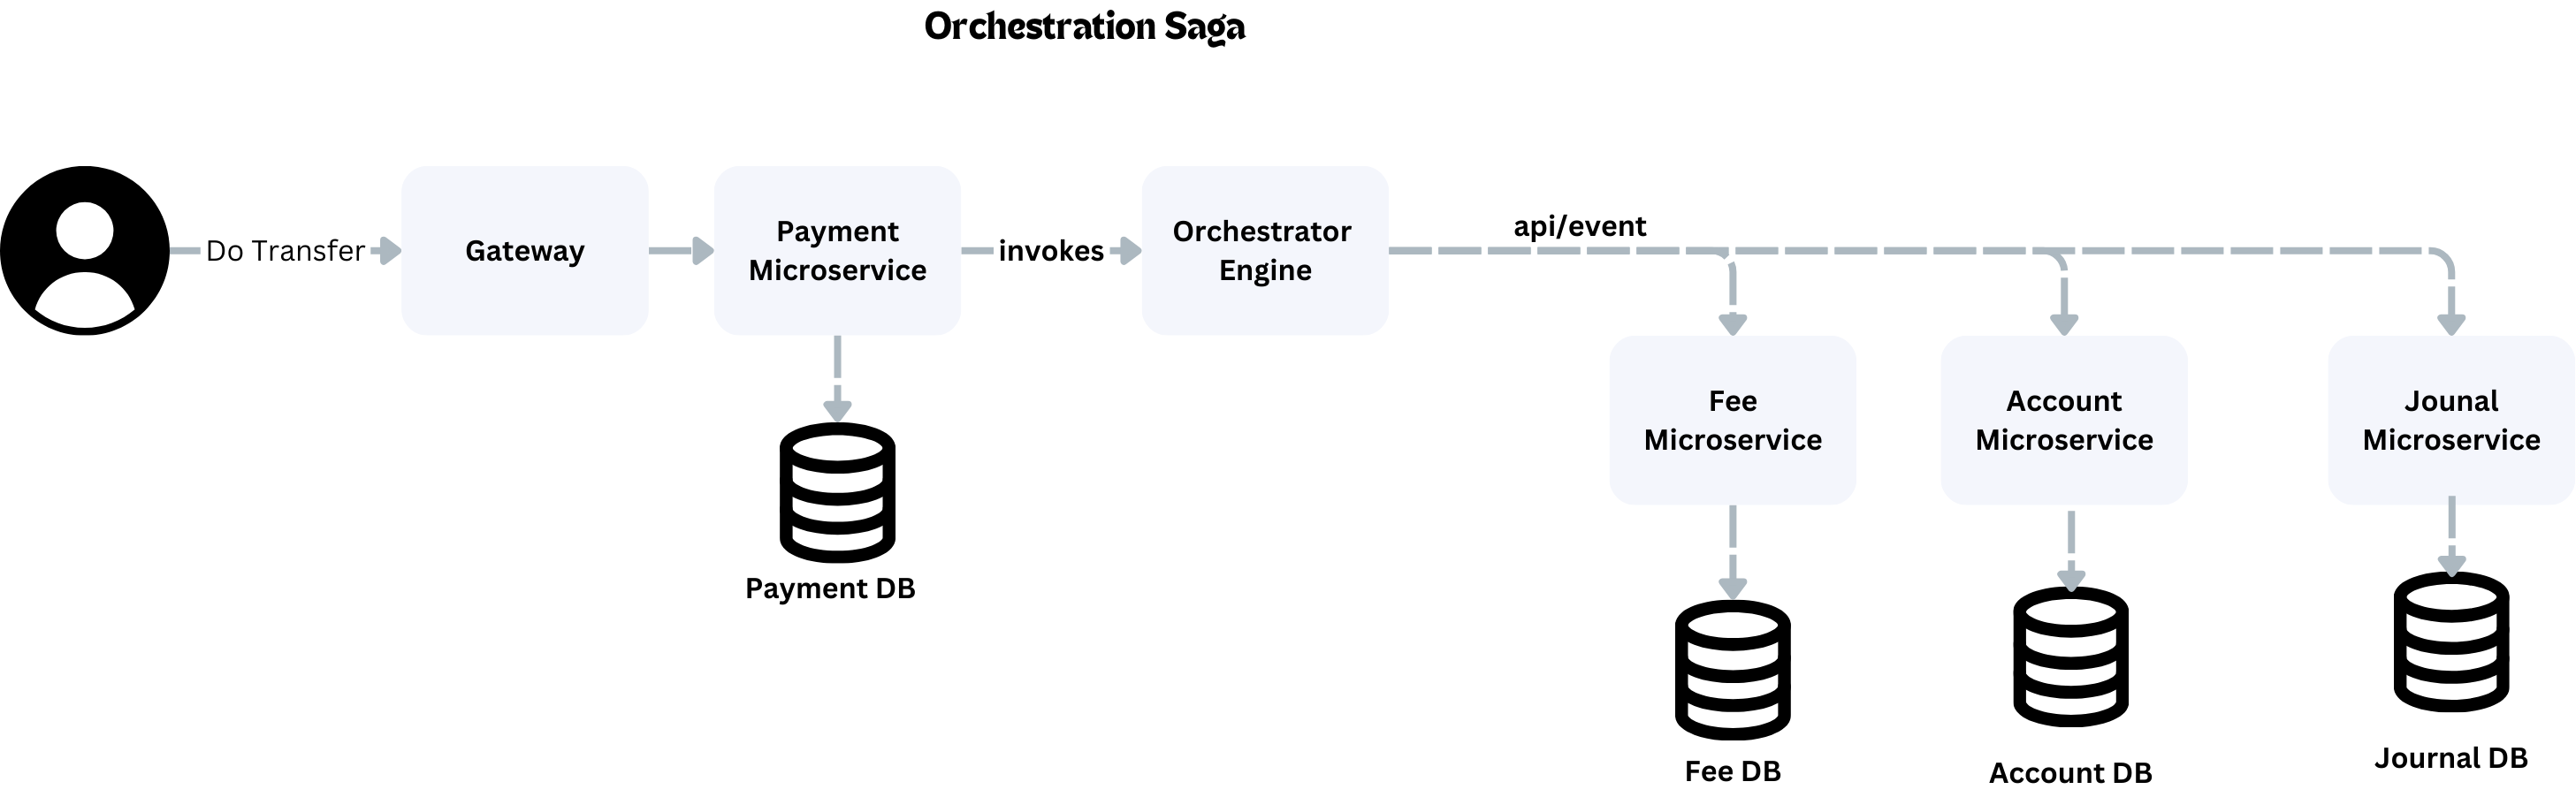 Orchestration Saga
Do Transfer
Gateway
Payment
Microservice
invokes
Orchestrator
Engine
api/event
Fee
Microservice
Account
Microservice
Jounal
Microservice
Payment DB
Fee DB
Account DB
Journal DB